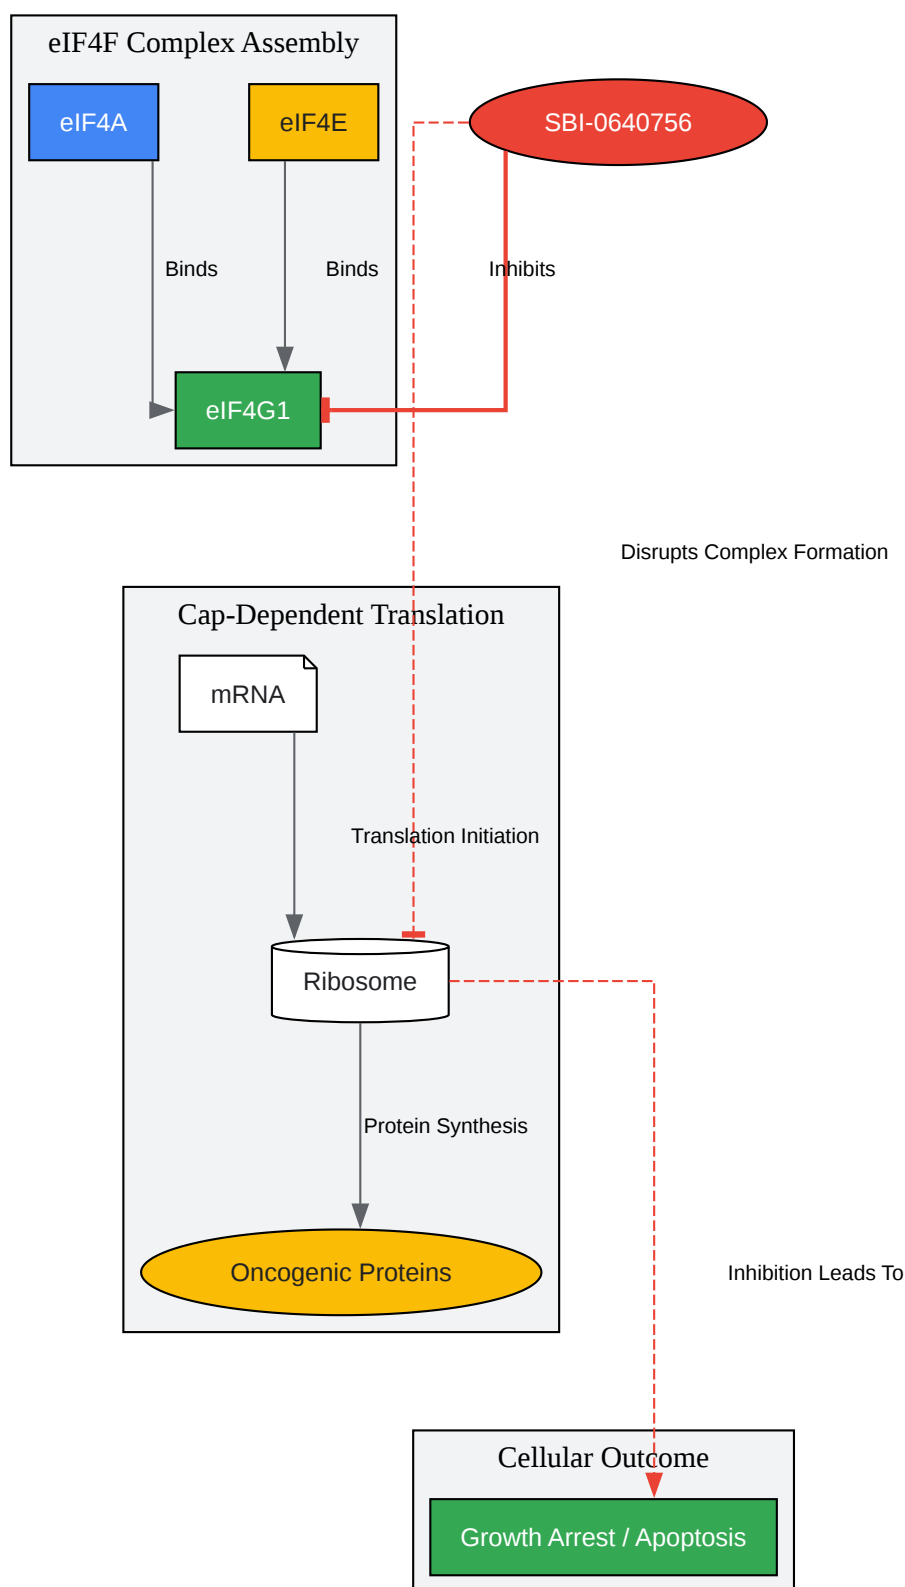 eIF4F Complex Assembly
eIF4A
eIF4E
SBI-0640756
Binds
Binds
Inhibits
eIF4G1
Disrupts Complex Formation
Cap-Dependent Translation
mRNA
Translation Initiation
Ribosome
Protein Synthesis
Oncogenic Proteins
Inhibition Leads To
Cellular Outcome
Growth Arrest / Apoptosis